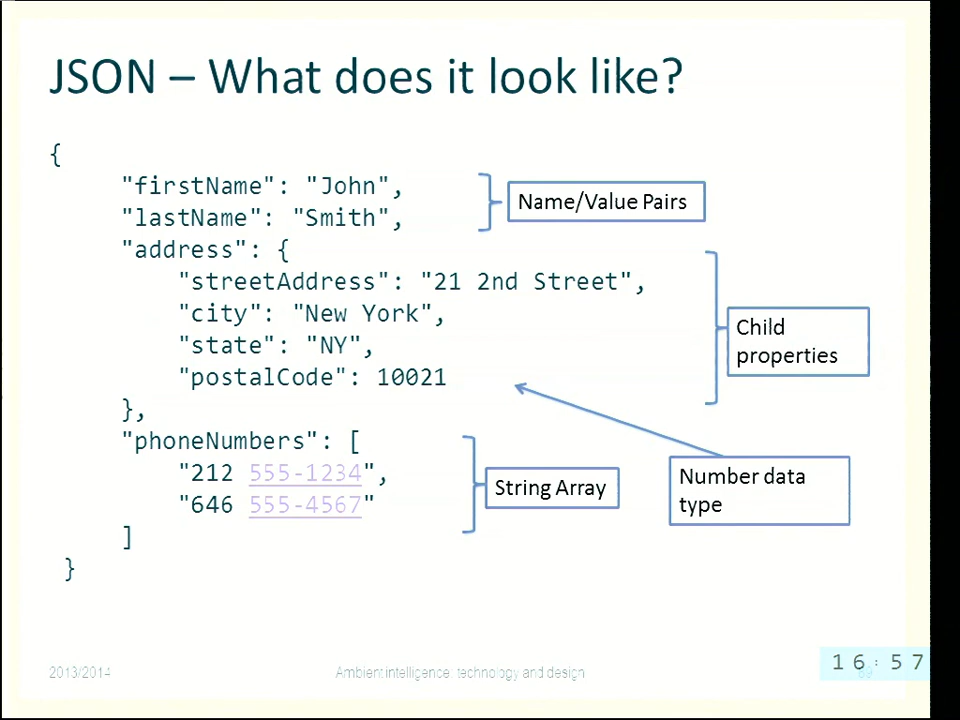 JSON – What does it look like?
{
"firstName": "John",
"lastName": "Smith",
Name/Value Pairs
"address": {
"streetAddress": "21 2nd Street",
"city": "New York",
"state": "NY",
"postalCode": 10021
Child
properties
},
"phoneNumbers": [
"212 555-1234",
"646 555-4567"
String Array
Number data
type
]
}
2013/2014
Ambient intelligence: technology and design
69
16:57